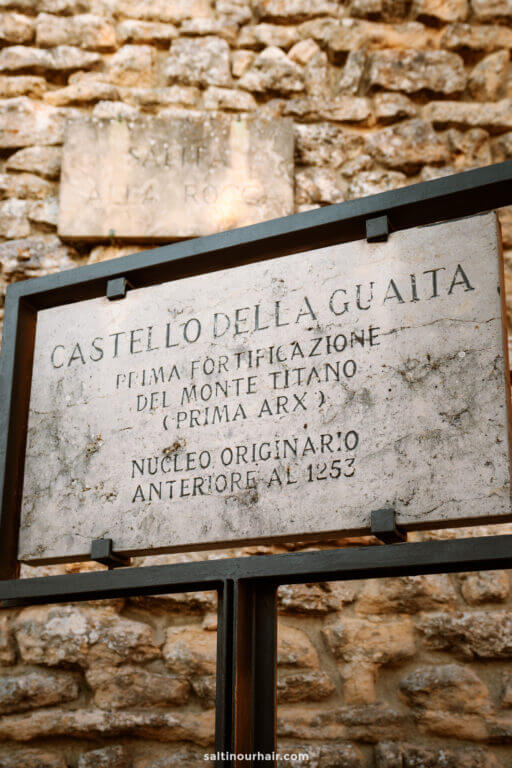 SALITA
ALLA ROCCA
CASTELLO DELLA GUAITA
PRIMA FORTIFICAZIONE
DEL MONTE TITANO
(PRIMA ARX)
NUCLEO ORIGINARIO
ANTERIORE AL 1253
saltinourhair.com